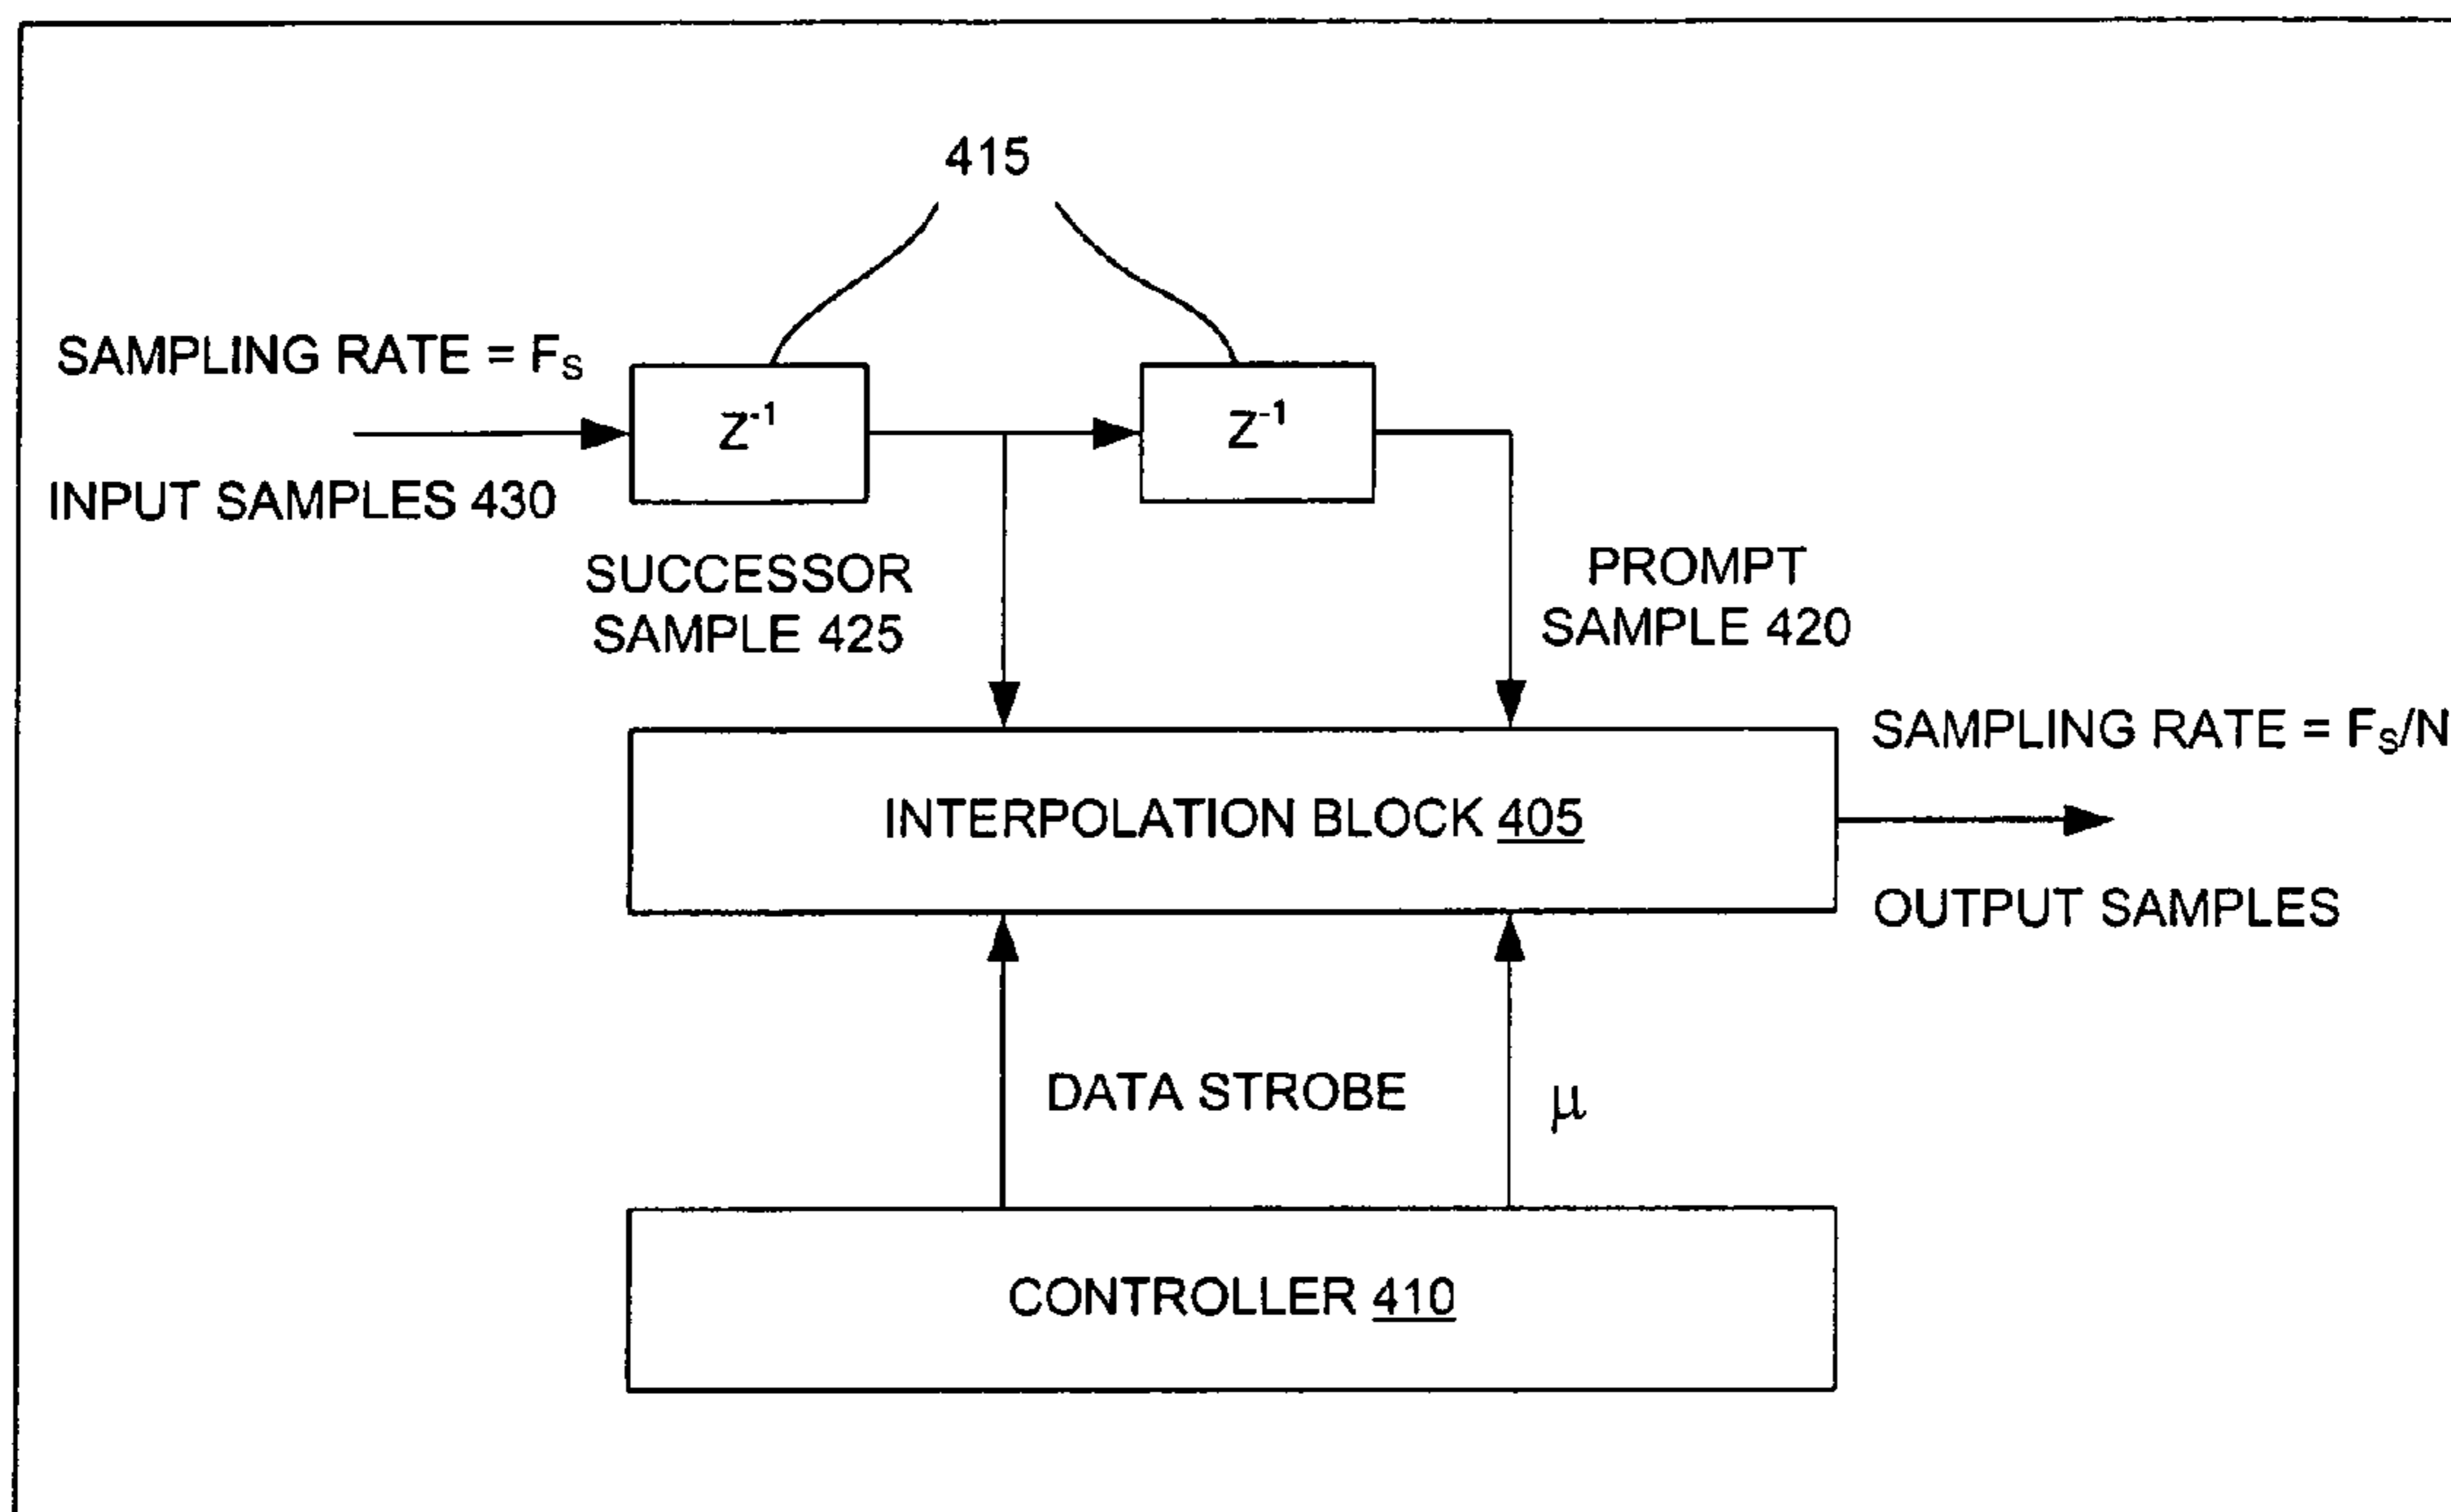 415
SAMPLING RATE = FS
Z-1
Z-1
INPUT SAMPLES 430
SUCCESSOR
SAMPLE 425
PROMPT
SAMPLE 420
SAMPLING RATE = FS/N
INTERPOLATION BLOCK 405
OUTPUT SAMPLES
DATA STROBE
μ
CONTROLLER 410